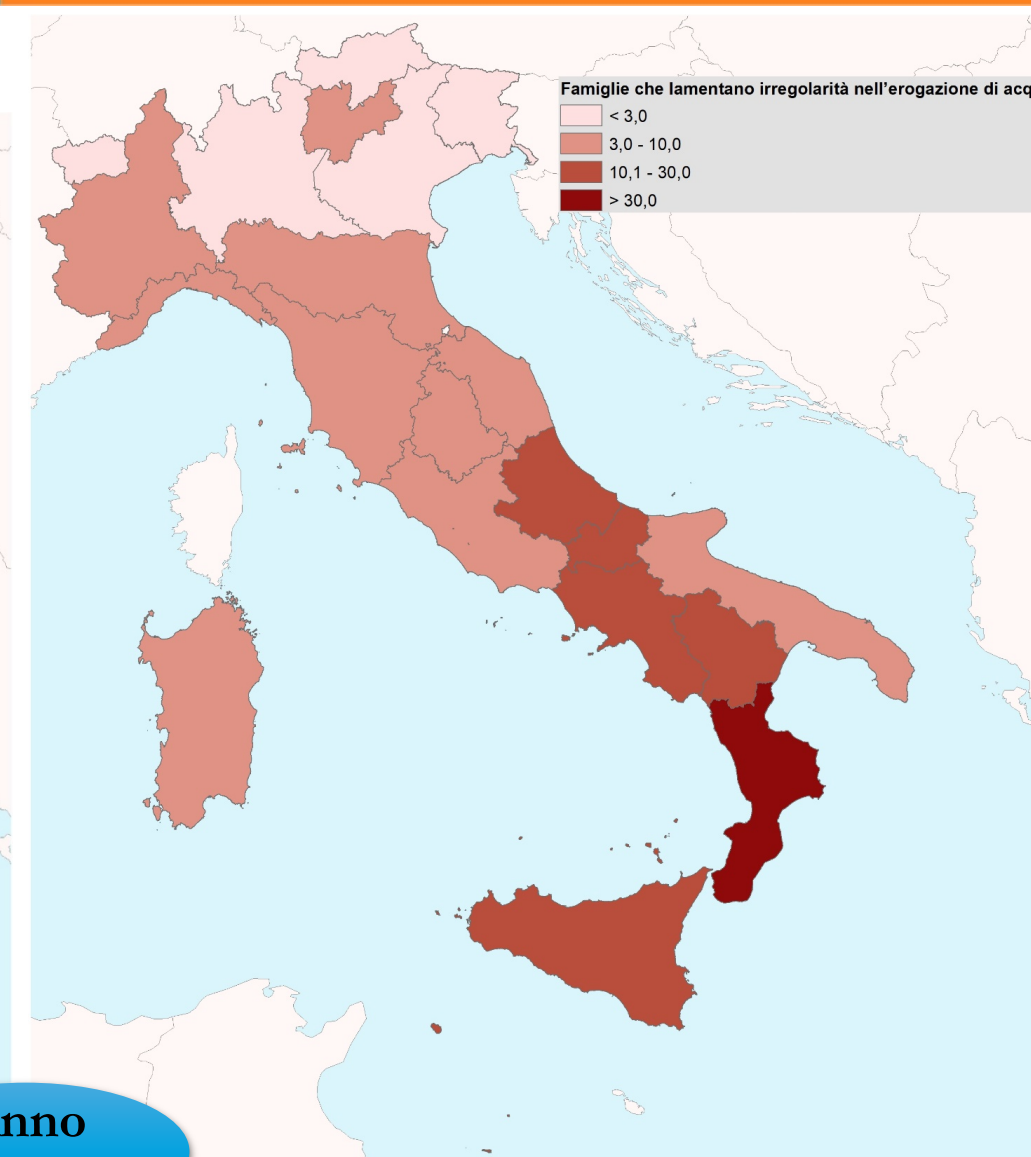 Famiglie che lamentano irregolarità nell'erogazione di acq
< 3,0
3,0 - 10,0
10,1 - 30,0
> 30,0
nno